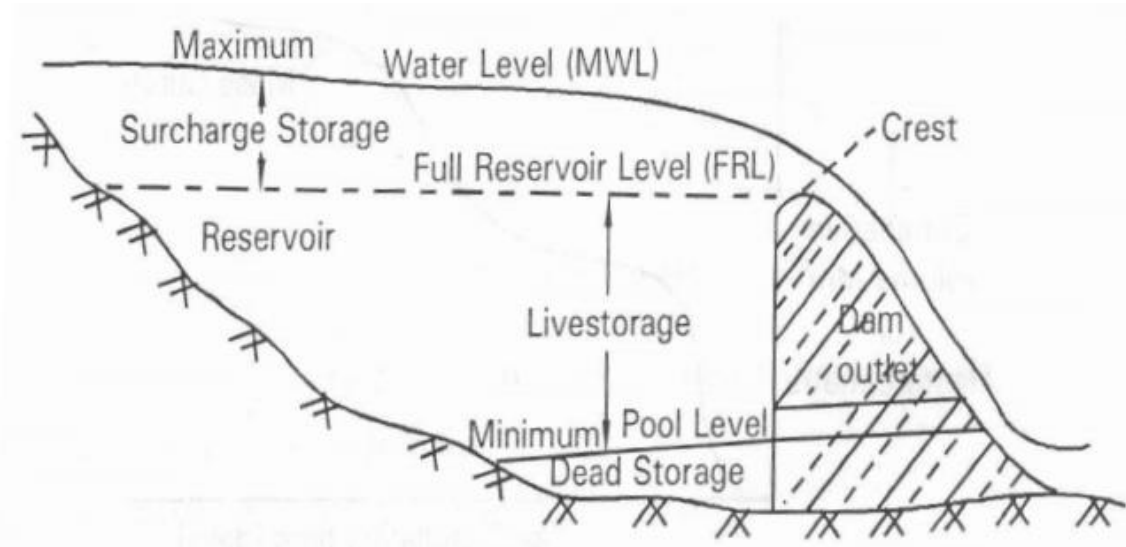 Maximum
Water Level (MWL)
Surcharge Storage
Crest
Full Reservoir Level (FRL)
Reservoir
Livestorage
Dam
outlet
Minimum Pool Level
Dead Storage